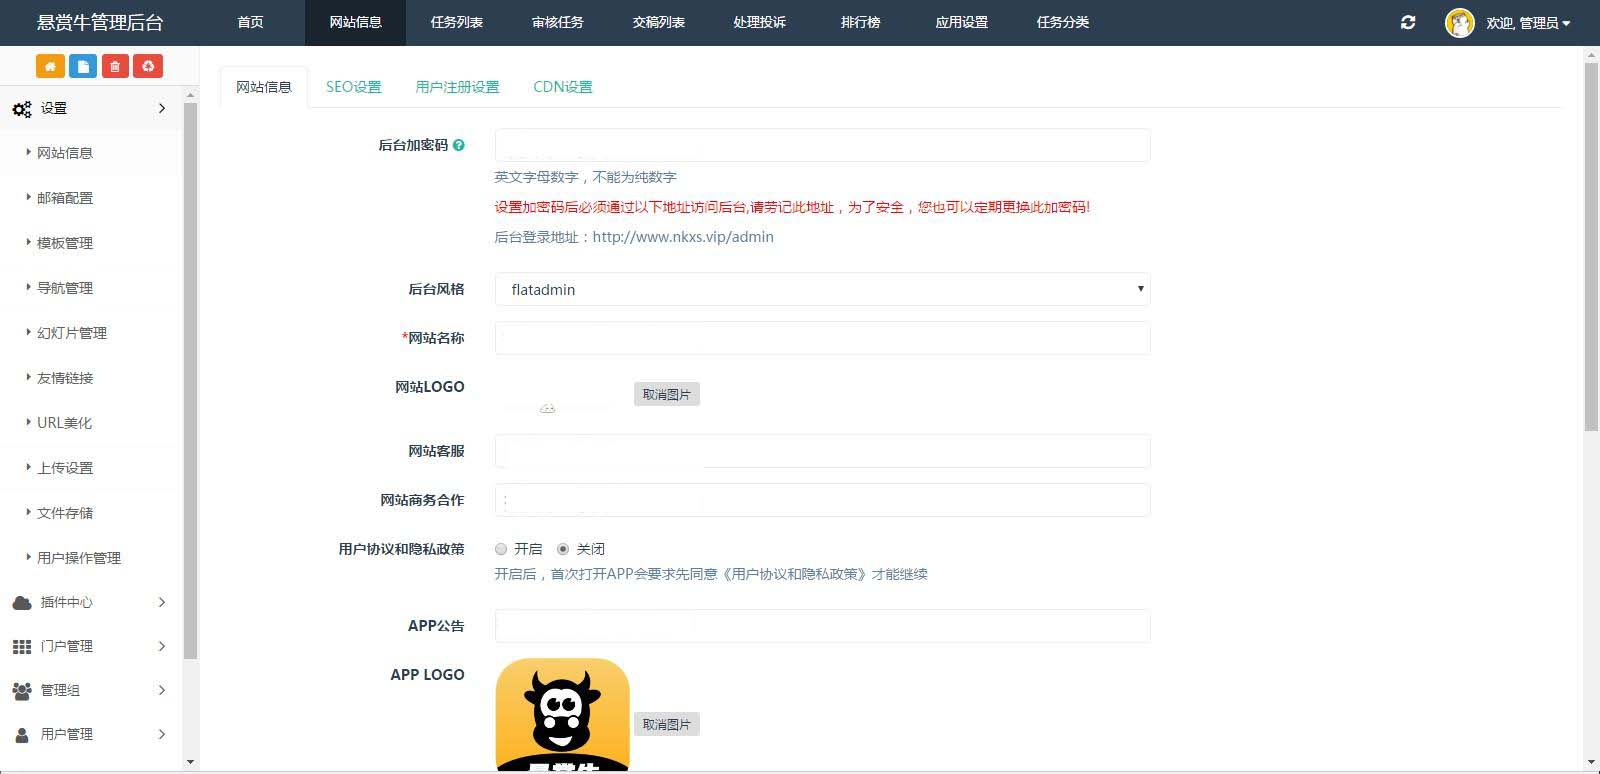 悬赏牛管理后台 首页 网站信息 任务列表 审核任务 交稿列表 处理投诉 排行榜 应用设置 任务分类 欢迎, 管理员
设置
网站信息
邮箱配置
模板管理
导航管理
幻灯片管理
友情链接
URL美化
上传设置
文件存储
用户操作管理
插件中心
门户管理
管理组
用户管理
网站信息 SEO设置 用户注册设置 CDN设置
后台加密码
英文字母数字，不能为纯数字
设置加密码后必须通过以下地址访问后台,请劳记此地址，为了安全，您也可以定期更换此加密码!
后台登录地址：http://www.nkxs.vip/admin
后台风格 flatadmin
*网站名称
网站LOGO 取消图片
网站客服
网站商务合作
用户协议和隐私政策 开启 关闭
开启后，首次打开APP会要求先同意《用户协议和隐私政策》才能继续
APP公告
APP LOGO
取消图片
悬赏牛